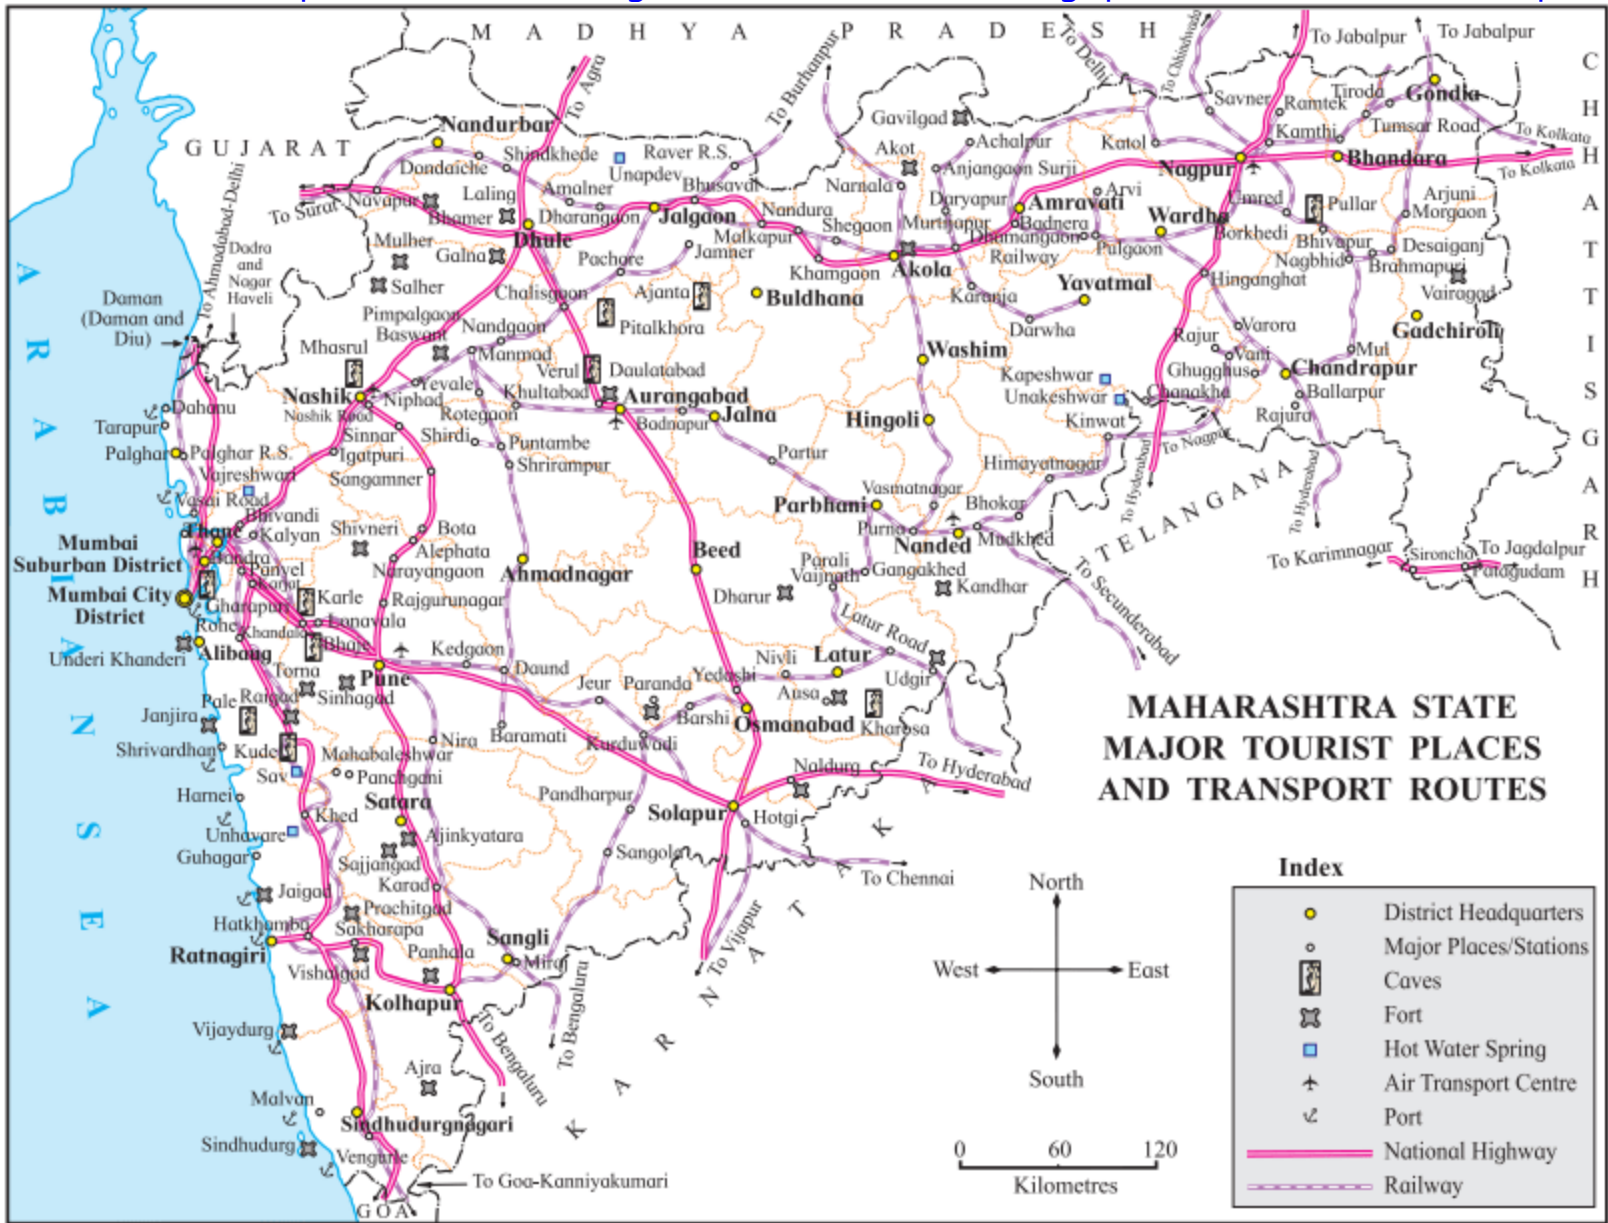 MADHYA PRADESH
CHHATTISGARH
GUJARAT
ARABIAN SEA
TELANGANA
KARNATAKA
GOA
To Agra
To Burhanpur
To Delhi
To Chhindwada
To Jabalpur
To Jabalpur
To Kolkata
To Kolkata
To Surat
To Ahmadabad-Delhi
Dadra
and
Nagar
Haveli
Daman
(Daman and
Diu)
Nandurbar
Dondaiche
Shindkhede
Unapdev
Raver R.S.
Gavilgad
Achalpur
Akot
Anjangaon Surji
Katol
Savner
Ramtek
Kamthi
Tiroda
Gondia
Tumsar Road
Nagpur
Bhandara
Navapur
Laling
Bhamer
Amalner
Dharangaon
Bhusaval
Jalgaon
Nandura
Narnala
Daryapur
Murtijapur
Amravati
Badnera
Arvi
Wardha
Umred
Pullar
Arjuni
Morgaon
Dhule
Mulher
Galna
Malkapur
Shegaon
Dhamangaon
Railway
Pulgaon
Borkhedi
Bhivapur
Nagbhid
Desaiganj
Brahmapuri
Vairagad
Salher
Pachore
Jamner
Khamgaon
Akola
Karanja
Yavatmal
Hinganghat
Pimpalgaon
Baswant
Chalisgaon
Ajanta
Pitalkhora
Buldhana
Darwha
Gadchiroli
Nandgaon
Manmad
Mhasrul
Verul
Daulatabad
Washim
Rajur
Varora
Vani
Ghugghus
Mul
Chandrapur
Kapeshwar
Unakeshwar
Chanakha
Ballarpur
Rajura
Nashik
Nashik Road
Niphad
Yevale
Khultabad
Rotegaon
Aurangabad
Badnapur
Jalna
Hingoli
Kinwat
To Nagpur
To Hyderabad
To Hyderabad
Dahanu
Tarapur
Palghar
Palghar R.S.
Sinnar
Igatpuri
Shirdi
Puntambe
Shrirampur
Sangamner
Partur
Himayatnagar
Vajreshwari
Vasai Road
Bhivandi
Kalyan
Thane
Shivneri
Bota
Alephata
Narayangaon
Vasmatnagar
Bhokar
Parbhani
Purna
Nanded
Mudkhed
Mumbai
Suburban District
Bandra
Panvel
Karjat
Mumbai City
District
Gharapuri
Karle
Rajgurunagar
Ahmadnagar
Beed
Parali
Vaijnath
Gangakhed
Dharur
Kandhar
To Secunderabad
To Karimnagar
Sironcha
To Jagdalpur
Patagudam
Rohe
Khandala
Lonavala
Bhaje
Alibag
Underi Khanderi
Kedgaon
Daund
Latur Road
Latur
Nivli
Udgir
Torna
Pune
Sinhagad
Pale
Raigad
Janjira
Jeur
Paranda
Yedashi
Barshi
Ausa
Osmanabad
Kharosa
Shrivardhan
Kude
Sav
Nira
Baramati
Kurduwadi
Mahabaleshwar
Panchgani
Naldurg
To Hyderabad
Harnei
Satara
Khed
Pandharpur
Solapur
Hotgi
Unhavare
Guhagar
Ajinkyatara
Sajjangad
Sangole
To Chennai
Jaigad
Karad
Prachitgad
Hatkhamba
Sakharapa
Ratnagiri
Vishalgad
Panhala
Sangli
Miraj
To Vijapur
Kolhapur
To Bengaluru
To Bengaluru
Vijaydurg
Ajra
Malvan
Sindhudurgnagari
Sindhudurg
Vengurle
To Goa-Kanniyakumari
MAHARASHTRA STATE
MAJOR TOURIST PLACES
AND TRANSPORT ROUTES
North
West
East
South
0 60 120
Kilometres
Index
District Headquarters
Major Places/Stations
Caves
Fort
Hot Water Spring
Air Transport Centre
Port
National Highway
Railway